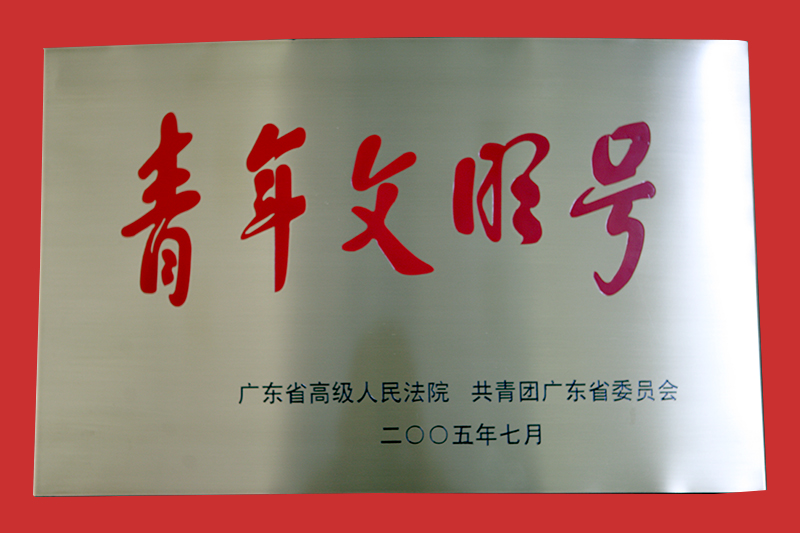 青年文明号
广东省高级人民法院 共青团广东省委员会
二〇〇五年七月